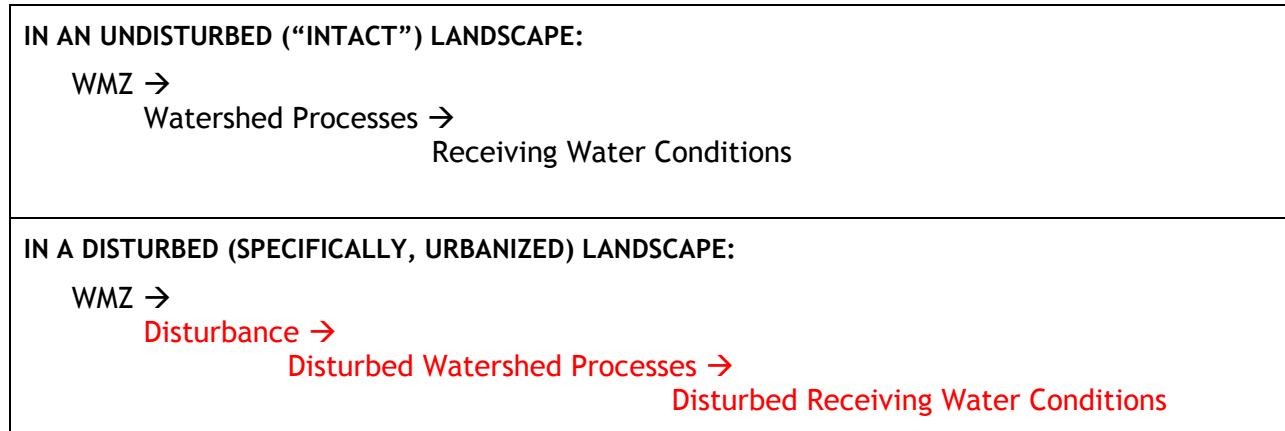 IN AN UNDISTURBED (“INTACT”) LANDSCAPE:
WMZ →
Watershed Processes →
Receiving Water Conditions
IN A DISTURBED (SPECIFICALLY, URBANIZED) LANDSCAPE:
WMZ →
Disturbance →
Disturbed Watershed Processes →
Disturbed Receiving Water Conditions